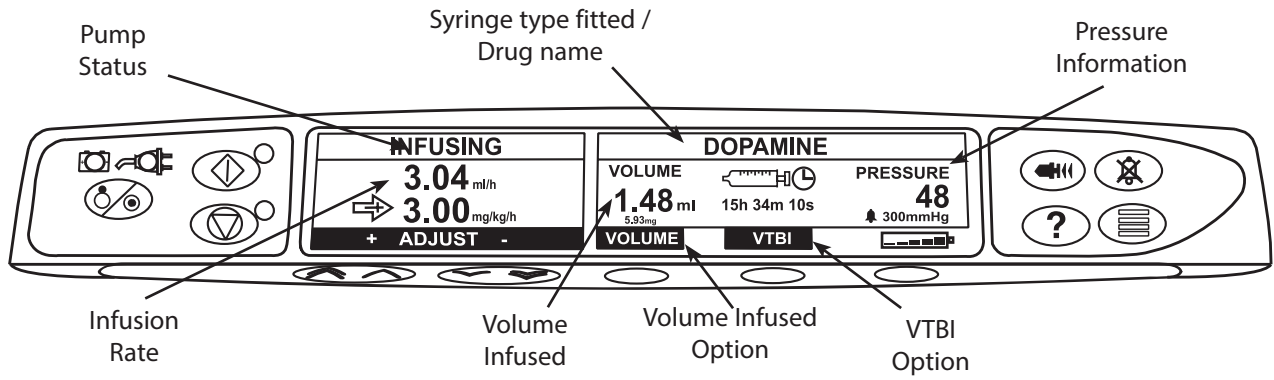 Pump
Status
Syringe type fitted /
Drug name
Pressure
Information
INFUSING
3.04 ml/h
3.00 mg/kg/h
+ ADJUST -
DOPAMINE
VOLUME
1.48 ml
5.93mg
15h 34m 10s
PRESSURE
48
300mmHg
VOLUME
VTBI
?
Infusion
Rate
Volume
Infused
Volume Infused
Option
VTBI
Option